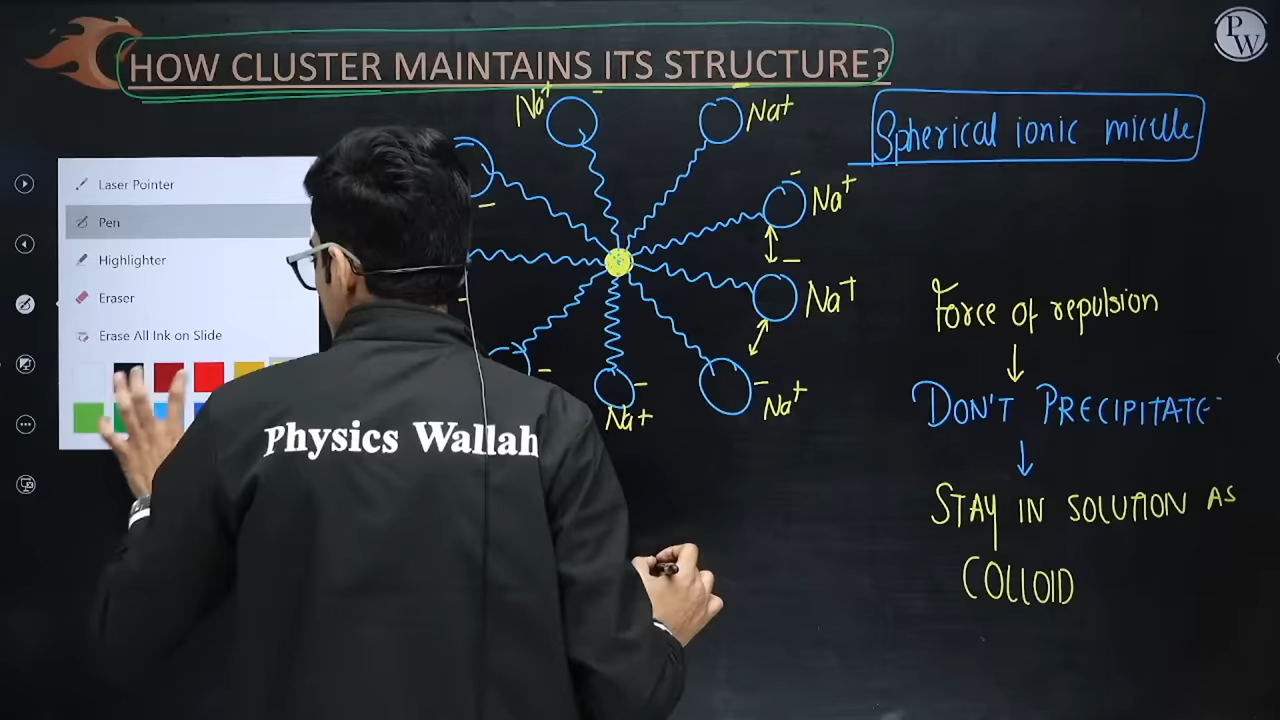 HOW CLUSTER MAINTAINS ITS STRUCTURE?
PW
Na+ -
- Na+
Spherical ionic micelle
Laser Pointer
Pen
Highlighter
Eraser
Erase All Ink on Slide
-
- Na+
-
Na+
-
-
- Na+
-
Na+
Force of repulsion
↓
DON'T PRECIPITATE
↓
STAY IN SOLUTION AS
COLLOID
Physics Wallah